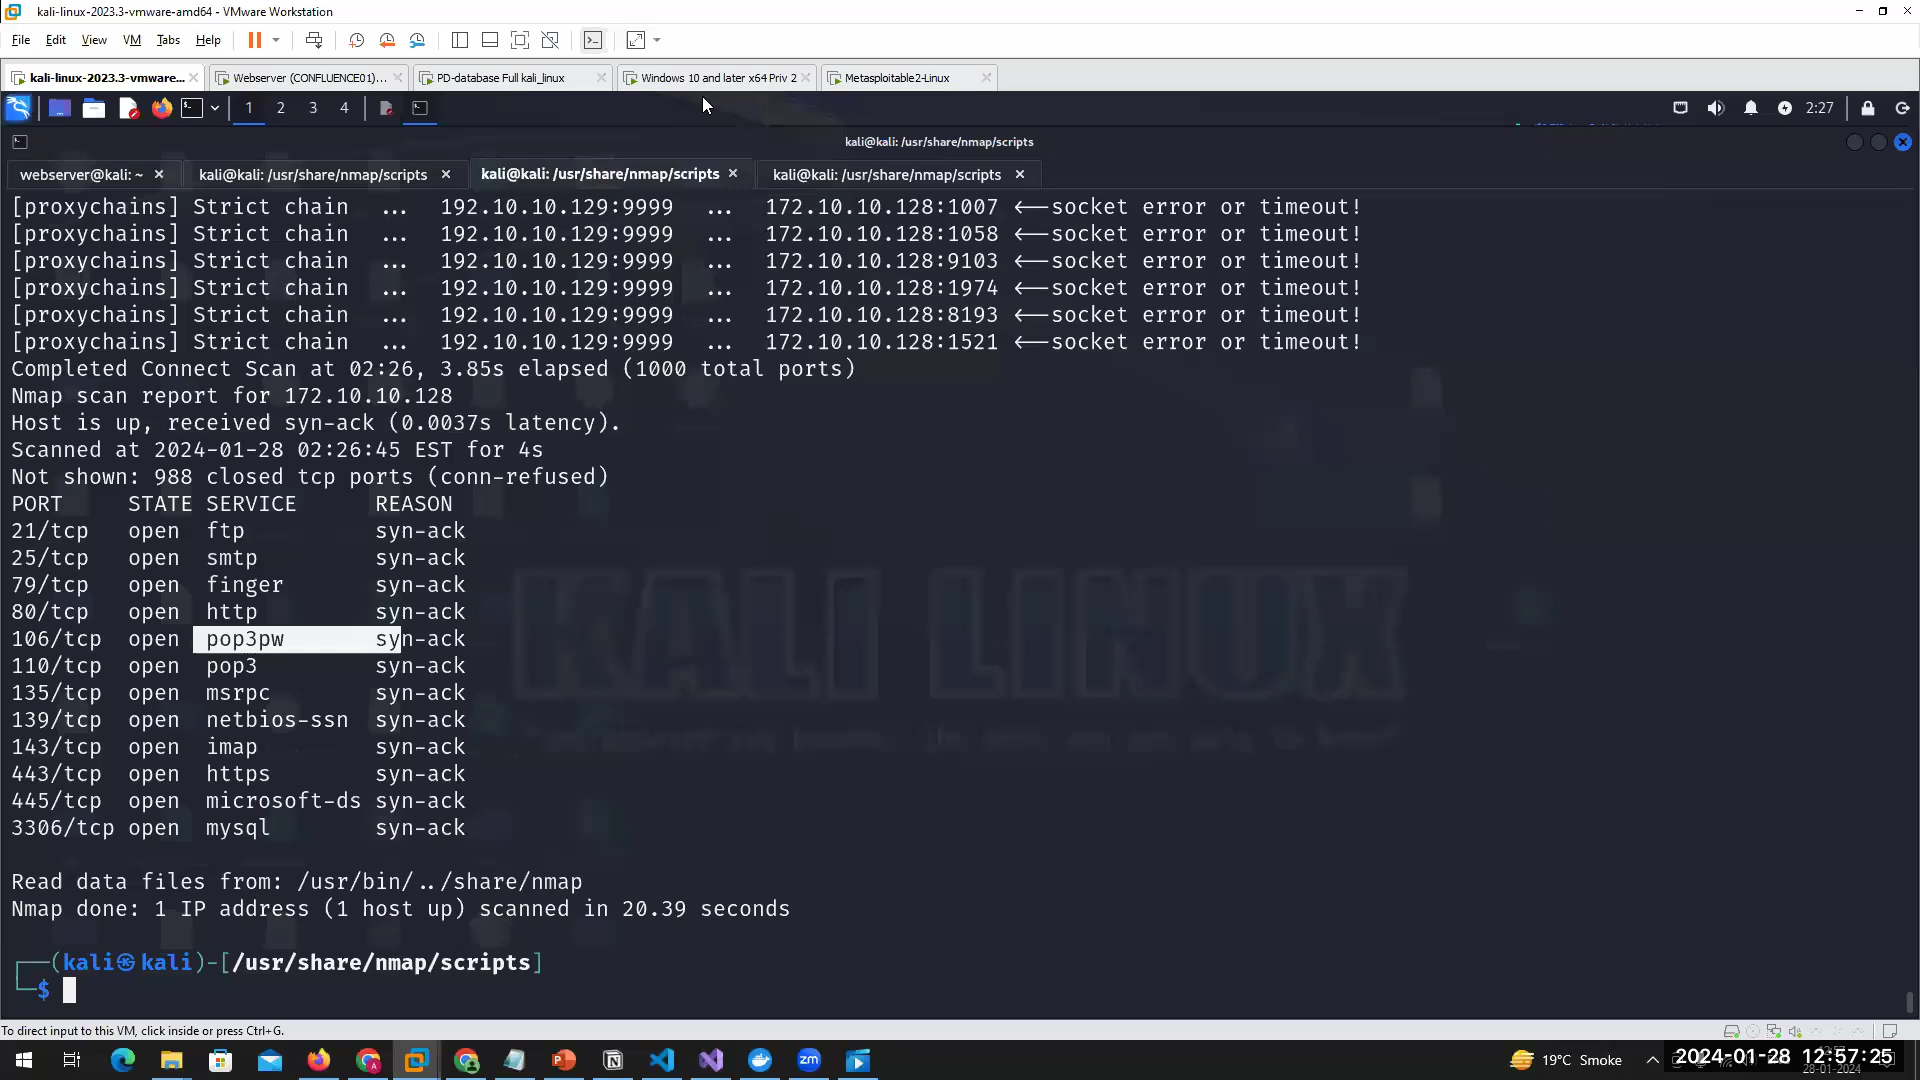 kali-linux-2023.3-vmware-amd64 - VMware Workstation
File Edit View VM Tabs Help
kali-linux-2023.3-vmware... Webserver (CONFLUENCE01)... PD-database Full kali_linux Windows 10 and later x64 Priv 2 Metasploitable2-Linux
1 2 3 4 2:27
kali@kali: /usr/share/nmap/scripts
webserver@kali: ~ kali@kali: /usr/share/nmap/scripts kali@kali: /usr/share/nmap/scripts kali@kali: /usr/share/nmap/scripts
[proxychains] Strict chain ... 192.10.10.129:9999 ... 172.10.10.128:1007 <--socket error or timeout!
[proxychains] Strict chain ... 192.10.10.129:9999 ... 172.10.10.128:1058 <--socket error or timeout!
[proxychains] Strict chain ... 192.10.10.129:9999 ... 172.10.10.128:9103 <--socket error or timeout!
[proxychains] Strict chain ... 192.10.10.129:9999 ... 172.10.10.128:1974 <--socket error or timeout!
[proxychains] Strict chain ... 192.10.10.129:9999 ... 172.10.10.128:8193 <--socket error or timeout!
[proxychains] Strict chain ... 192.10.10.129:9999 ... 172.10.10.128:1521 <--socket error or timeout!
Completed Connect Scan at 02:26, 3.85s elapsed (1000 total ports)
Nmap scan report for 172.10.10.128
Host is up, received syn-ack (0.0037s latency).
Scanned at 2024-01-28 02:26:45 EST for 4s
Not shown: 988 closed tcp ports (conn-refused)
PORT STATE SERVICE REASON
21/tcp open ftp syn-ack
25/tcp open smtp syn-ack
79/tcp open finger syn-ack
80/tcp open http syn-ack
106/tcp open pop3pw syn-ack
110/tcp open pop3 syn-ack
135/tcp open msrpc syn-ack
139/tcp open netbios-ssn syn-ack
143/tcp open imap syn-ack
443/tcp open https syn-ack
445/tcp open microsoft-ds syn-ack
3306/tcp open mysql syn-ack
Read data files from: /usr/bin/../share/nmap
Nmap done: 1 IP address (1 host up) scanned in 20.39 seconds
(kali㉿kali)-[/usr/share/nmap/scripts]
$
KALI LINUX
To direct input to this VM, click inside or press Ctrl+G.
19°C Smoke 2024-01-28 12:57:25
28-01-2024